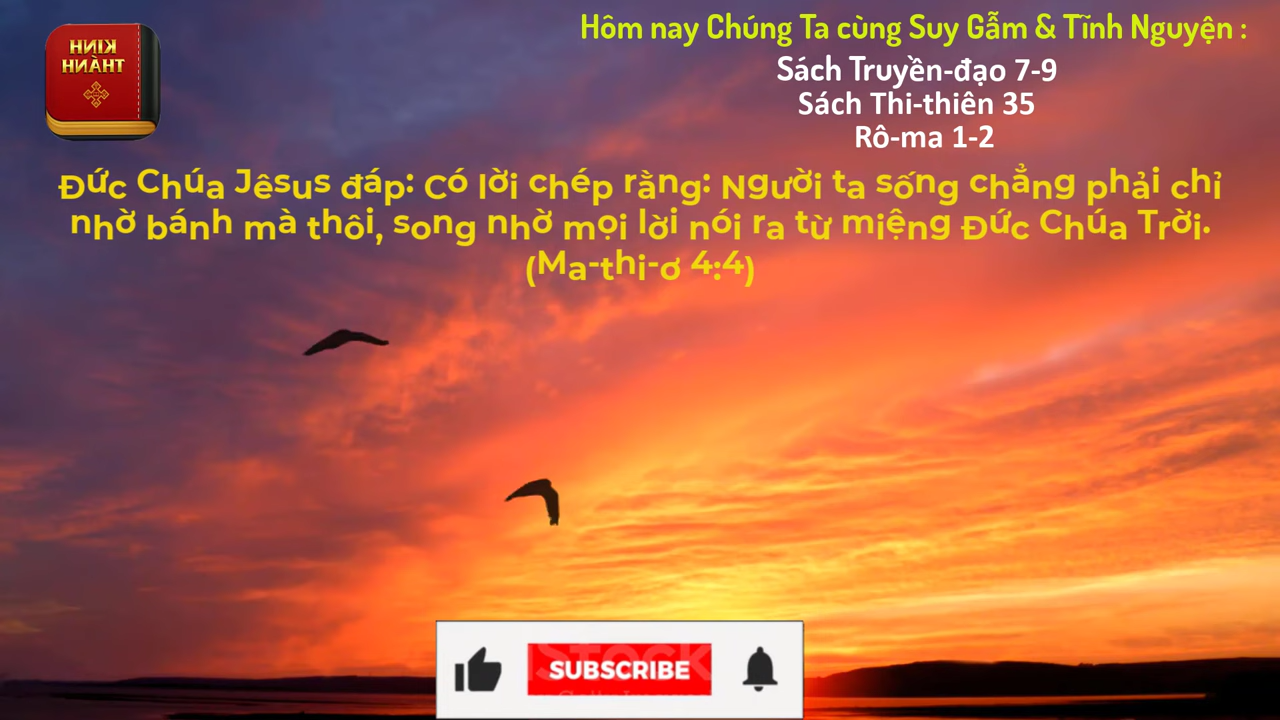 KINH
THÀNH
Hôm nay Chúng Ta cùng Suy Gẫm & Tĩnh Nguyện :
Sách Truyền-đạo 7-9
Sách Thi-thiên 35
Rô-ma 1-2
Đức Chúa Jêsus đáp: Có lời chép rằng: Người ta sống chẳng phải chỉ
nhờ bánh mà thôi, song nhờ mọi lời nói ra từ miệng Đức Chúa Trời.
(Ma-thi-ơ 4:4)
SUBSCRIBE